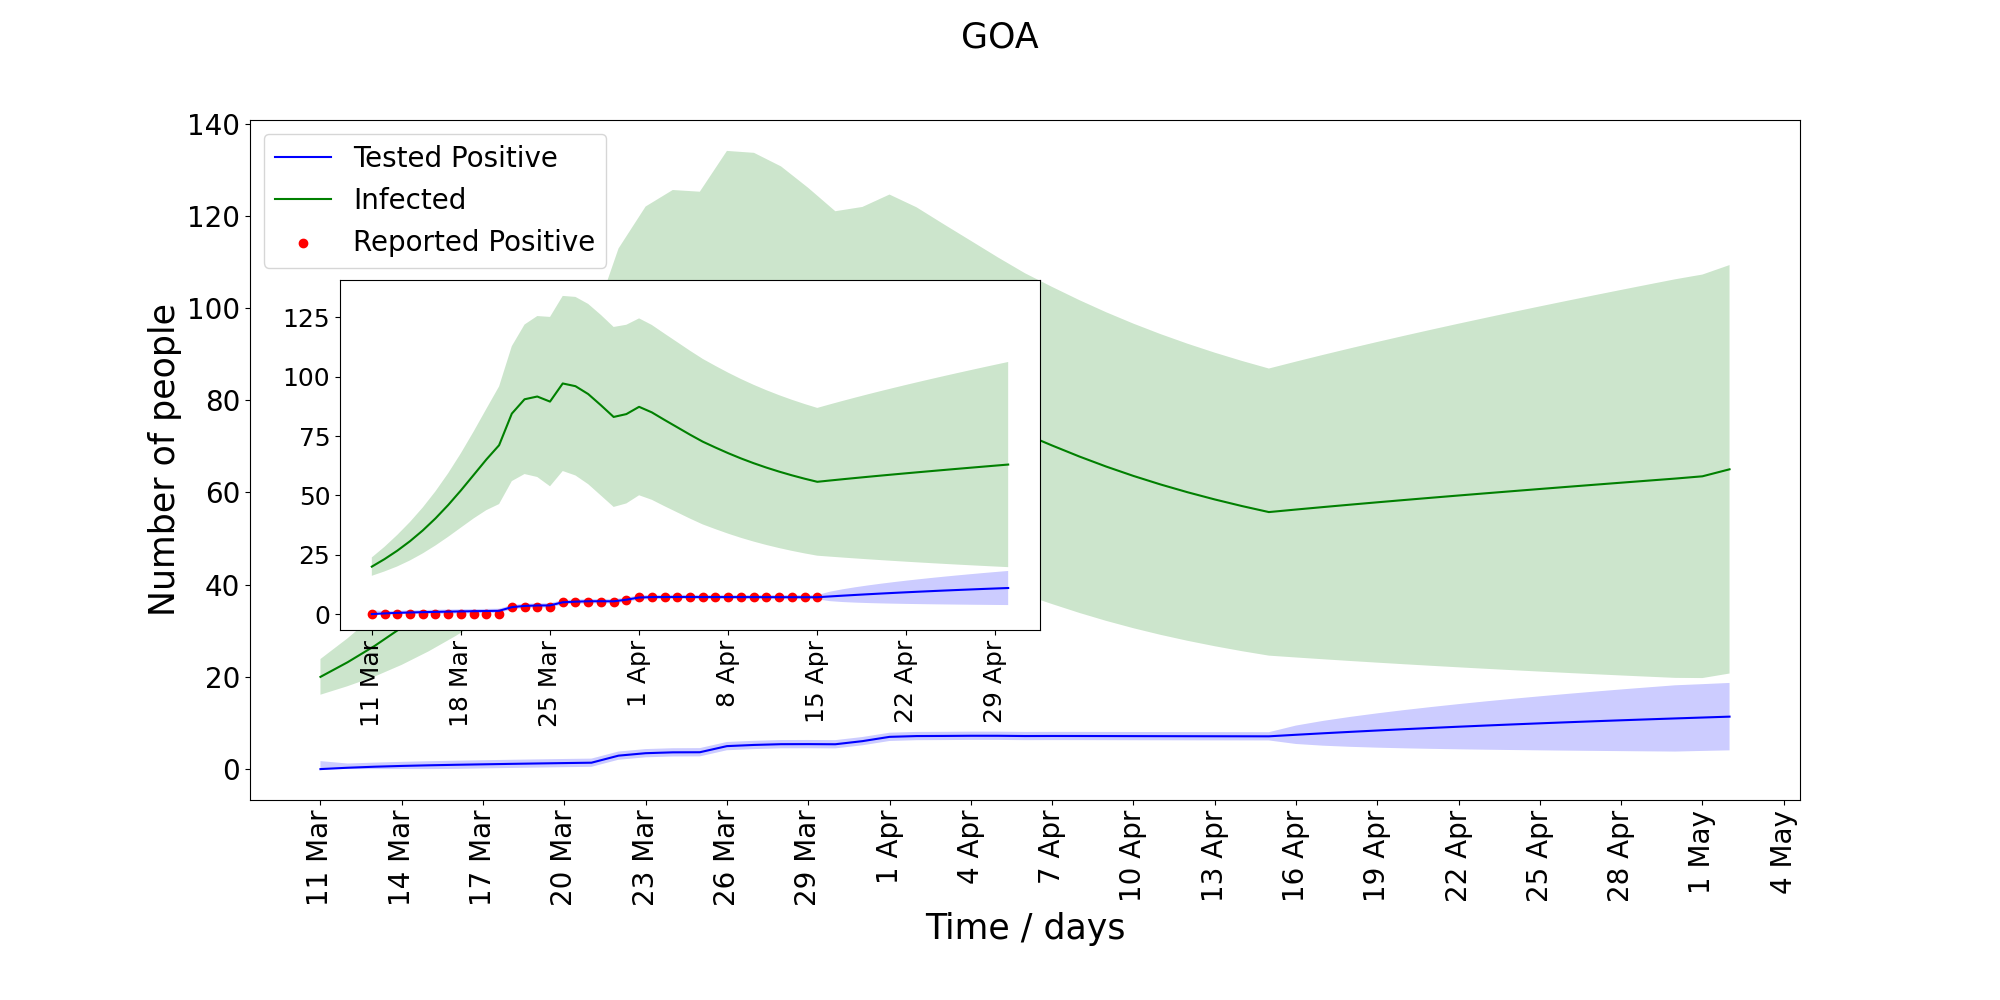 GOA
Tested Positive
Infected
Reported Positive
Number of people
140
120
100
80
60
40
20
0
125
100
75
50
25
0
11 Mar
18 Mar
25 Mar
1 Apr
8 Apr
15 Apr
22 Apr
29 Apr
11 Mar
14 Mar
17 Mar
20 Mar
23 Mar
26 Mar
29 Mar
1 Apr
4 Apr
7 Apr
10 Apr
13 Apr
16 Apr
19 Apr
22 Apr
25 Apr
28 Apr
1 May
4 May
Time / days